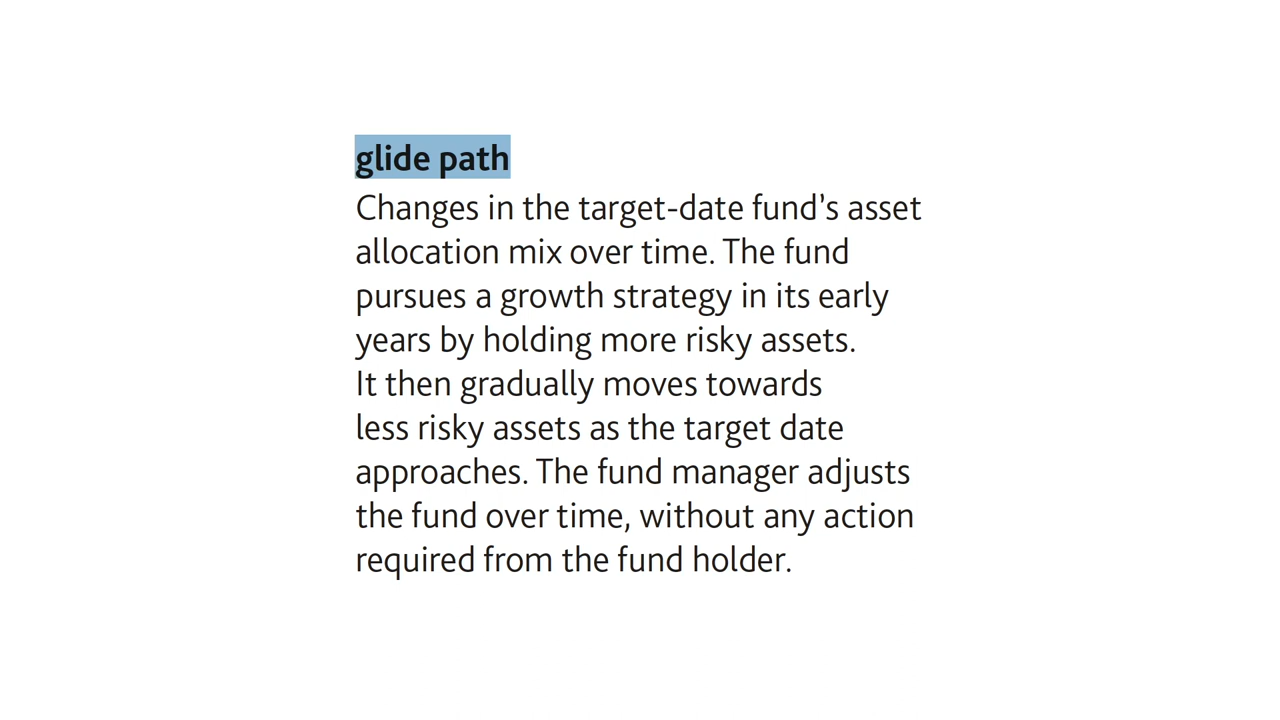 glide path
Changes in the target-date fund’s asset
allocation mix over time. The fund
pursues a growth strategy in its early
years by holding more risky assets.
It then gradually moves towards
less risky assets as the target date
approaches. The fund manager adjusts
the fund over time, without any action
required from the fund holder.